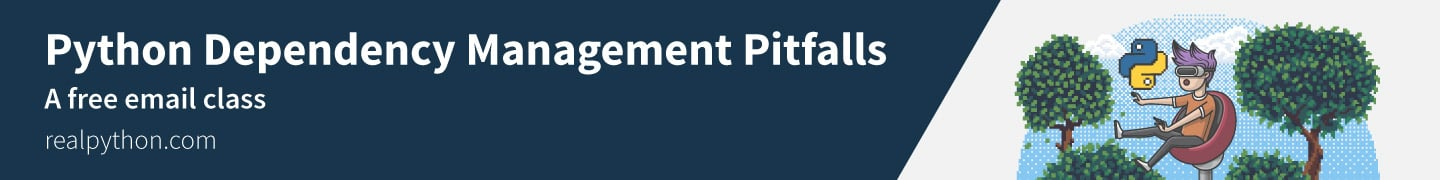 Python Dependency Management Pitfalls
A free email class
realpython.com